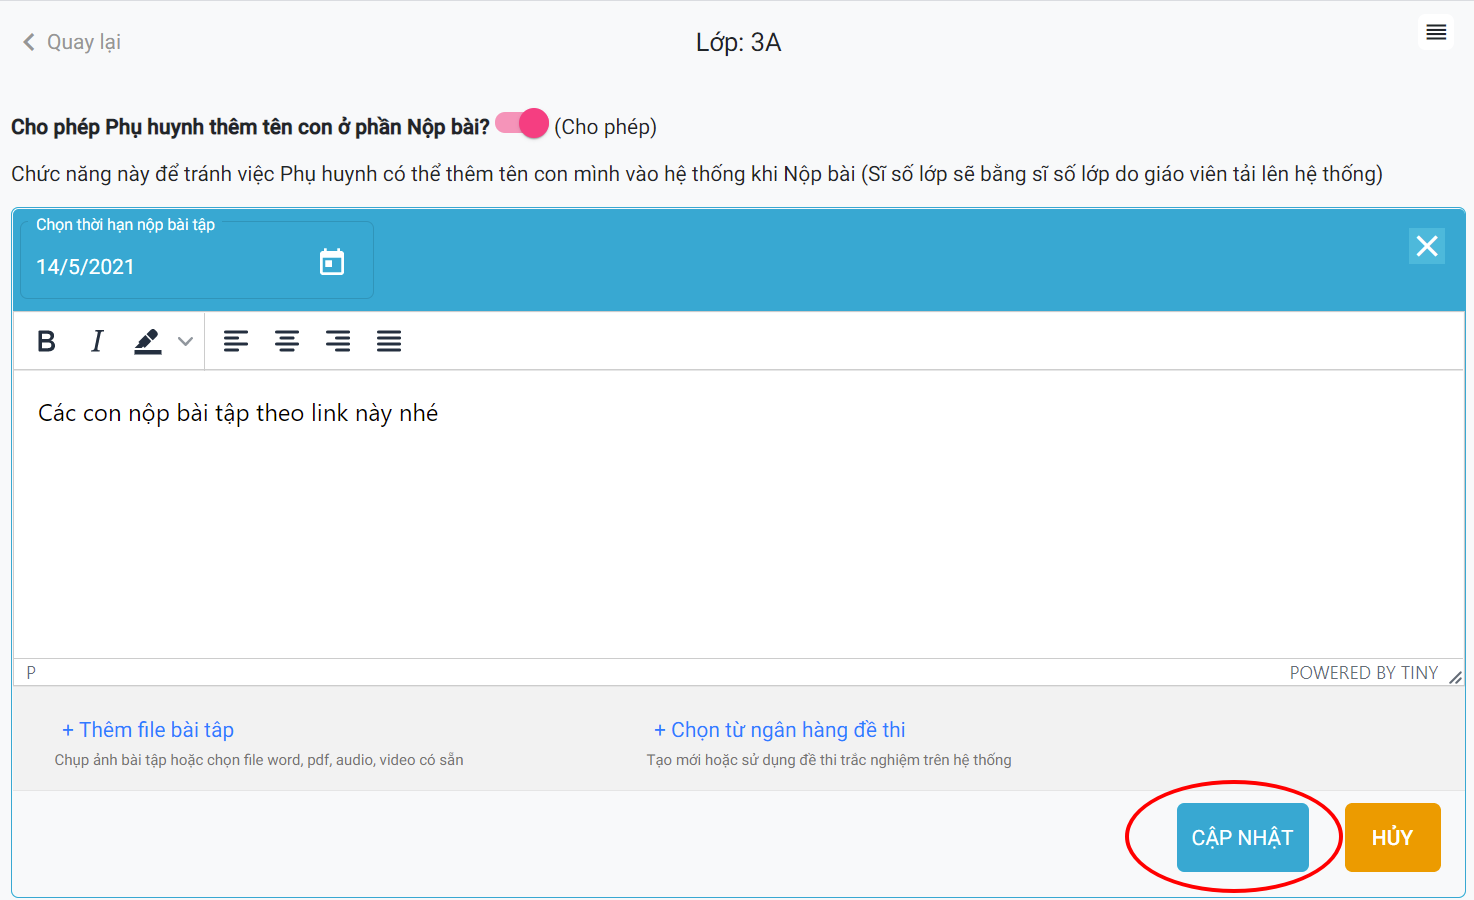 Quay lại
Lớp: 3A
Cho phép Phụ huynh thêm tên con ở phần Nộp bài? (Cho phép)
Chức năng này để tránh việc Phụ huynh có thể thêm tên con mình vào hệ thống khi Nộp bài (Sĩ số lớp sẽ bằng sĩ số lớp do giáo viên tải lên hệ thống)
Chọn thời hạn nộp bài tập
14/5/2021
B I
Các con nộp bài tập theo link này nhé
P POWERED BY TINY
+ Thêm file bài tâp + Chọn từ ngân hàng đề thi
Chụp ảnh bài tập hoặc chọn file word, pdf, audio, video có sẵn Tạo mới hoặc sử dụng đề thi trắc nghiệm trên hệ thống
CẬP NHẬT HỦY